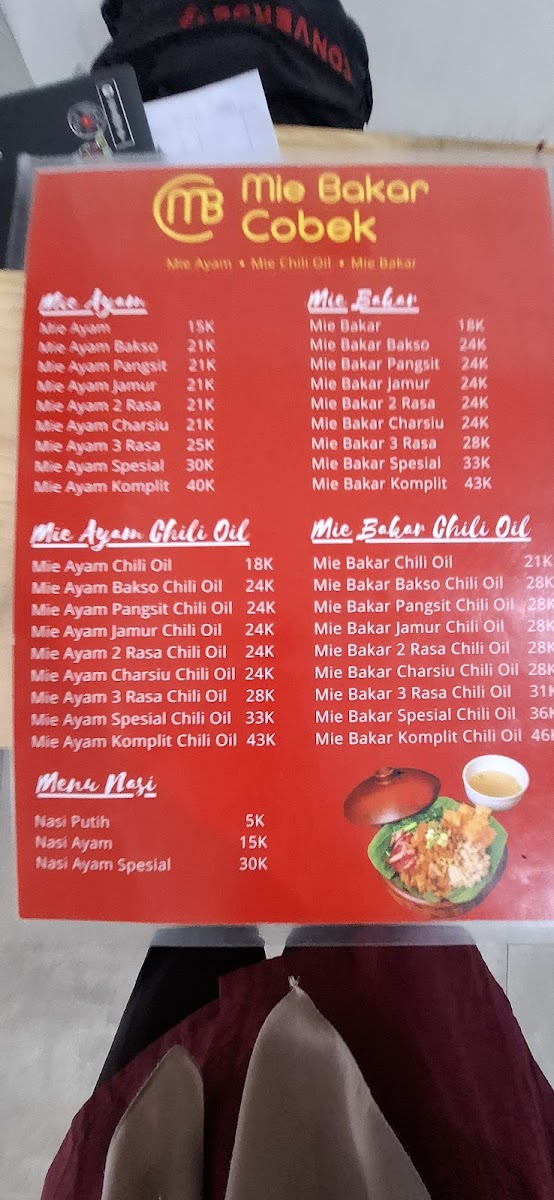 CONVERSE
MB
Mie Bakar
Cobek
Mie Ayam • Mie Chili Oil • Mie Bakar
Mie Ayam
Mie Ayam 15K
Mie Ayam Bakso 21K
Mie Ayam Pangsit 21K
Mie Ayam Jamur 21K
Mie Ayam 2 Rasa 21K
Mie Ayam Charsiu 21K
Mie Ayam 3 Rasa 25K
Mie Ayam Spesial 30K
Mie Ayam Komplit 40K
Mie Bakar
Mie Bakar 18K
Mie Bakar Bakso 24K
Mie Bakar Pangsit 24K
Mie Bakar Jamur 24K
Mie Bakar 2 Rasa 24K
Mie Bakar Charsiu 24K
Mie Bakar 3 Rasa 28K
Mie Bakar Spesial 33K
Mie Bakar Komplit 43K
Mie Ayam Chili Oil
Mie Ayam Chili Oil 18K
Mie Ayam Bakso Chili Oil 24K
Mie Ayam Pangsit Chili Oil 24K
Mie Ayam Jamur Chili Oil 24K
Mie Ayam 2 Rasa Chili Oil 24K
Mie Ayam Charsiu Chili Oil 24K
Mie Ayam 3 Rasa Chili Oil 28K
Mie Ayam Spesial Chili Oil 33K
Mie Ayam Komplit Chili Oil 43K
Mie Bakar Chili Oil
Mie Bakar Chili Oil 21K
Mie Bakar Bakso Chili Oil 28K
Mie Bakar Pangsit Chili Oil 28K
Mie Bakar Jamur Chili Oil 28K
Mie Bakar 2 Rasa Chili Oil 28K
Mie Bakar Charsiu Chili Oil 28K
Mie Bakar 3 Rasa Chili Oil 31K
Mie Bakar Spesial Chili Oil 36K
Mie Bakar Komplit Chili Oil 46K
Menu Nasi
Nasi Putih 5K
Nasi Ayam 15K
Nasi Ayam Spesial 30K